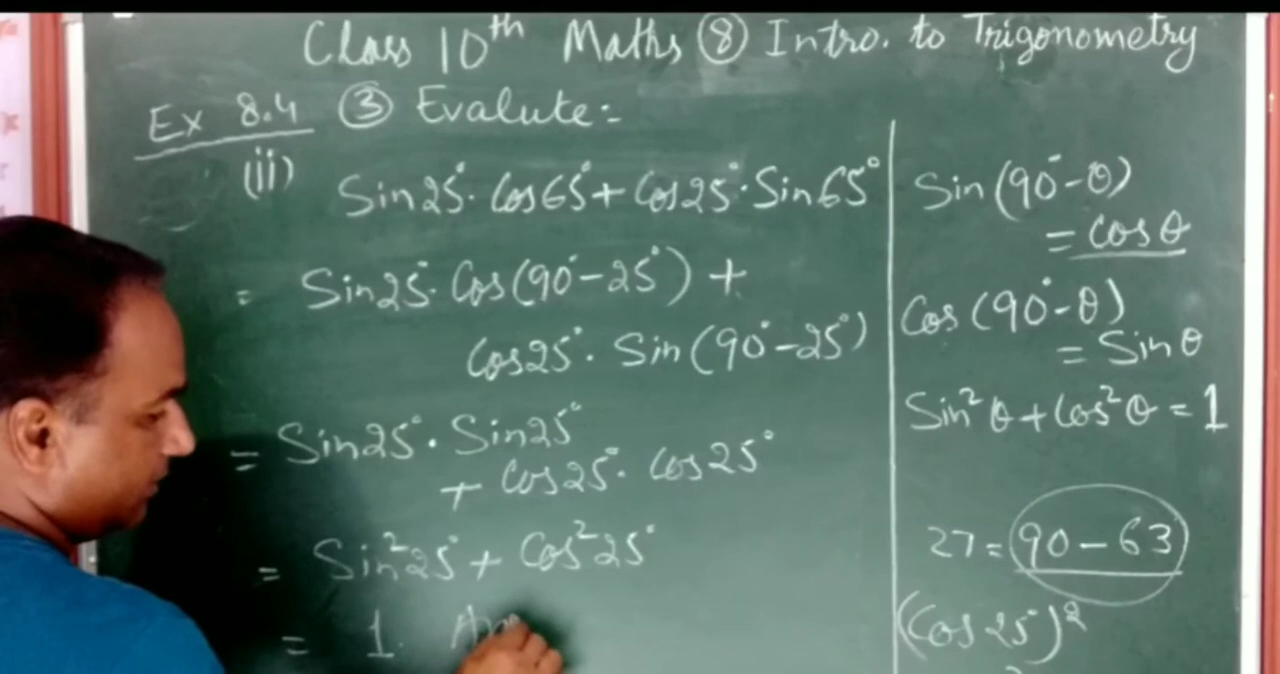 Class 10th Maths ⑧ Intro. to Trigonometry
Ex 8.4 ③ Evalute:-
(ii) Sin25°. Cos65° + Cos25°. Sin65°
= Sin25°. Cos(90°-25°) +
Cos25°. Sin(90°-25°)
= Sin25°. Sin25°
+ Cos25°. Cos25°
= Sin²25° + Cos²25°
= 1.
Sin(90°-θ)
= Cosθ
Cos(90°-θ)
= Sinθ
Sin²θ + Cos²θ = 1
27 = 90-63
(Cos25°)²